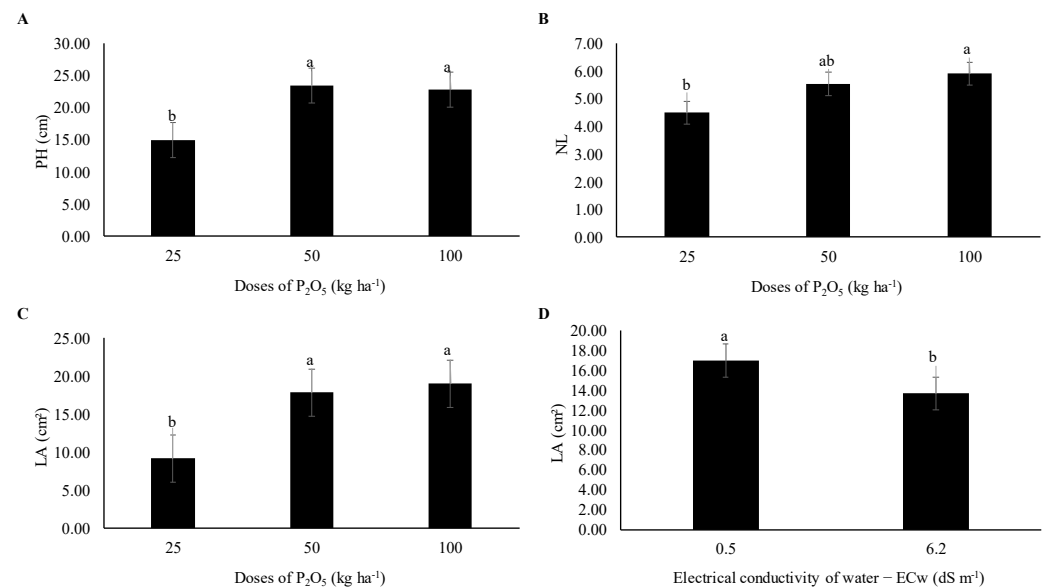 A
30.00
25.00
20.00
15.00
10.00
5.00
0.00
PH (cm)
b
a
a
25
50
100
Doses of P₂O₅ (kg ha⁻¹)
B
7.00
6.00
5.00
4.00
3.00
2.00
1.00
0.00
NL
b
ab
a
25
50
100
Doses of P₂O₅ (kg ha⁻¹)
C
25.00
20.00
15.00
10.00
5.00
0.00
LA (cm²)
b
a
a
25
50
100
Doses of P₂O₅ (kg ha⁻¹)
D
20.00
18.00
16.00
14.00
12.00
10.00
8.00
6.00
4.00
2.00
0.00
LA (cm²)
a
b
0.5
6.2
Electrical conductivity of water − ECw (dS m⁻¹)